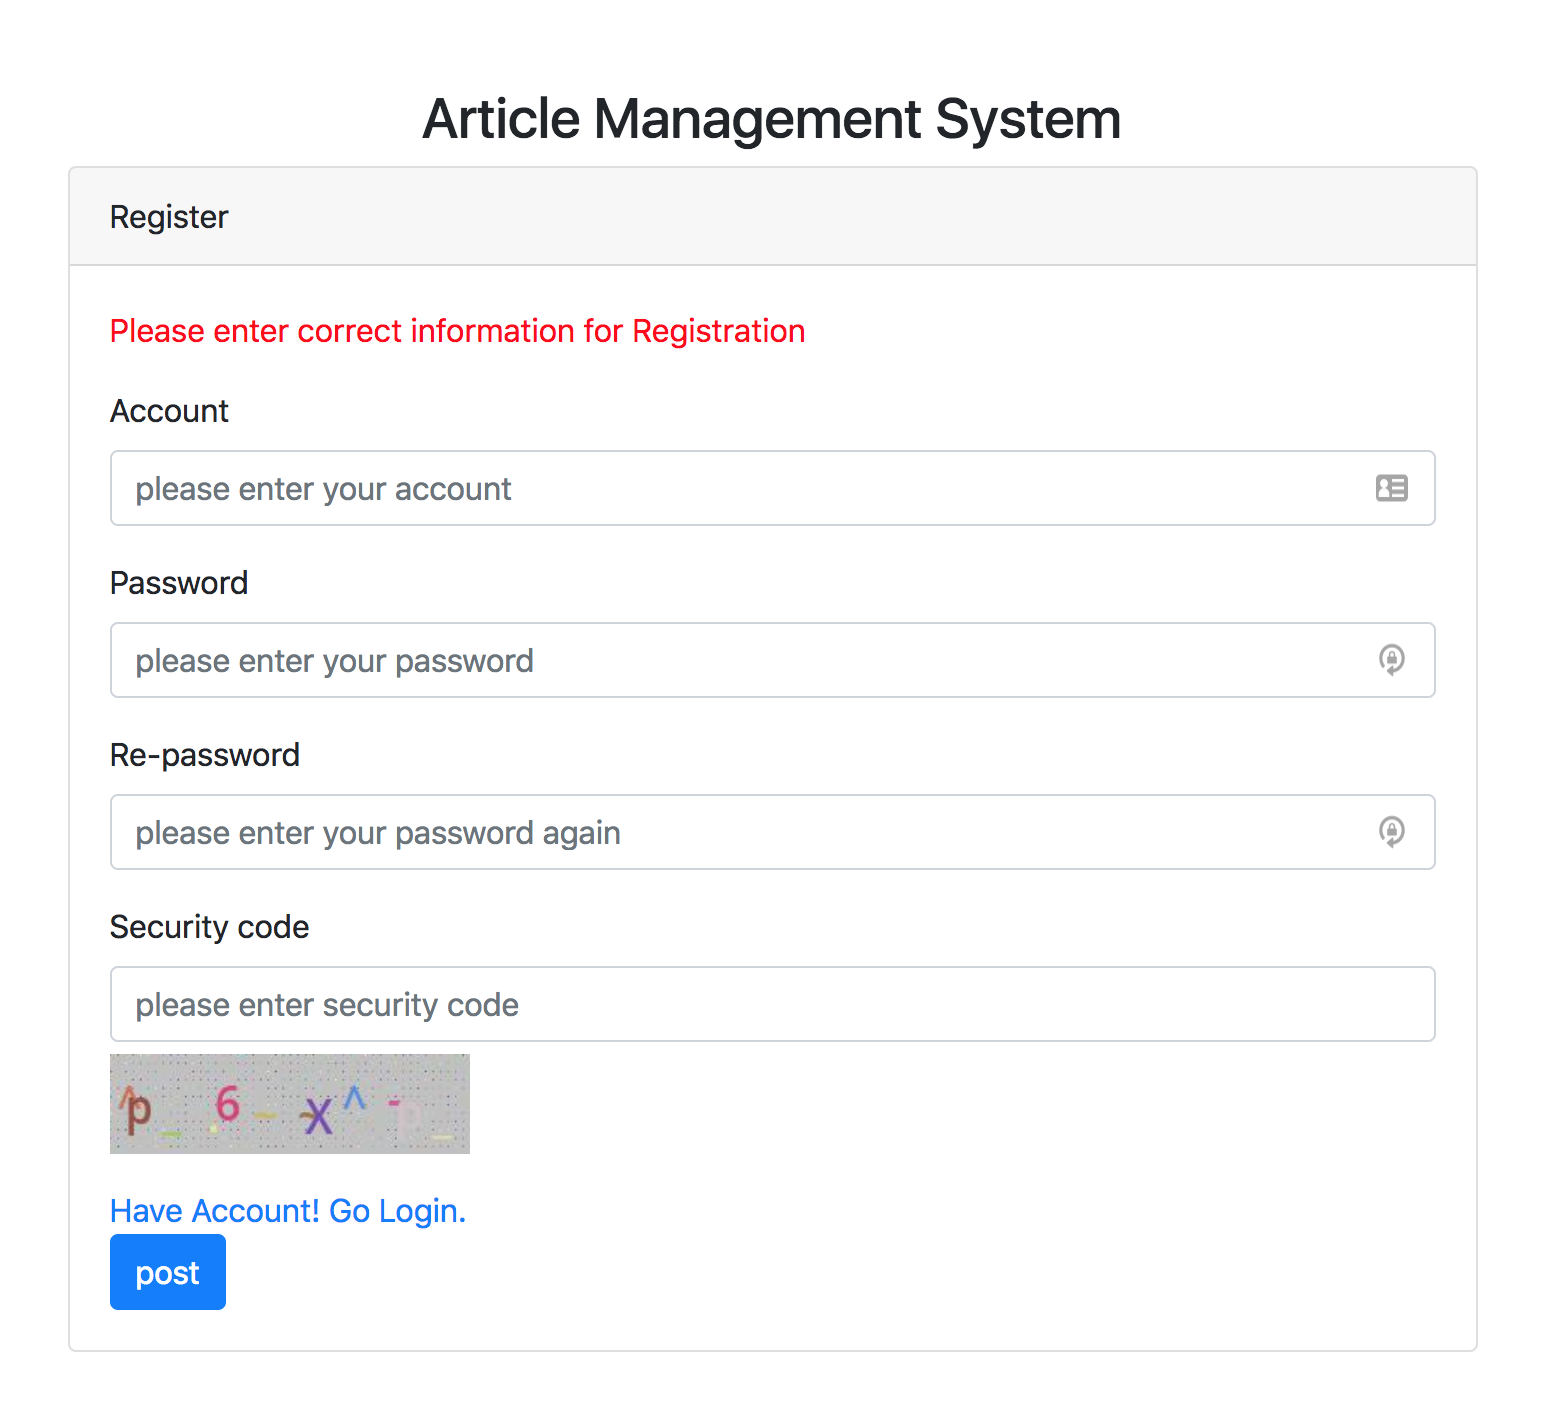 Article Management System
Register
Please enter correct information for Registration
Account
please enter your account
Password
please enter your password
Re-password
please enter your password again
Security code
please enter security code
Have Account! Go Login.
post